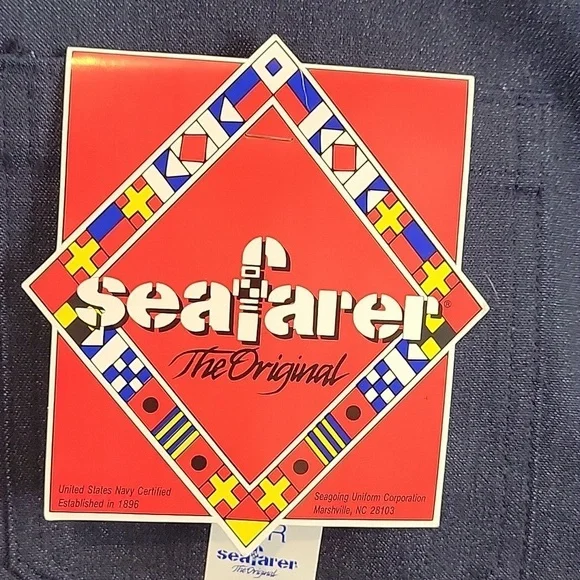 seafarer®
The Original
United States Navy Certified
Established in 1896
Seagoing Uniform Corporation
Marshville, NC 28103
R
seafarer
The Original